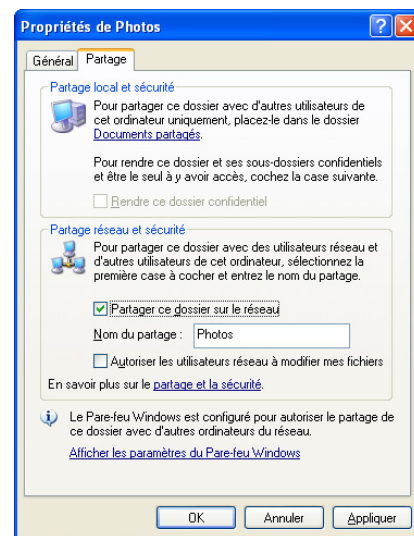 Propriétés de Photos
Général
Partage
Partage local et sécurité
Pour partager ce dossier avec d'autres utilisateurs de
cet ordinateur uniquement, placez-le dans le dossier
Documents partagés.
Pour rendre ce dossier et ses sous-dossiers confidentiels
et être le seul à y avoir accès, cochez la case suivante.
Rendre ce dossier confidentiel
Partage réseau et sécurité
Pour partager ce dossier avec des utilisateurs réseau et
d'autres utilisateurs de cet ordinateur, sélectionnez la
première case à cocher et entrez le nom du partage.
Partager ce dossier sur le réseau
Nom du partage : Photos
Autoriser les utilisateurs réseau à modifier mes fichiers
En savoir plus sur le partage et la sécurité.
Le Pare-feu Windows est configuré pour autoriser le partage de
ce dossier avec d'autres ordinateurs du réseau.
Afficher les paramètres du Pare-feu Windows
OK Annuler Appliquer